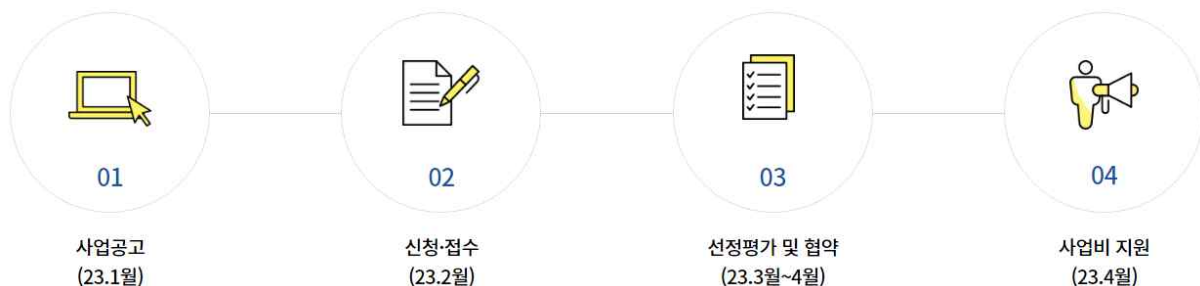 01
사업공고
(23.1월)
02
신청·접수
(23.2월)
03
선정평가 및 협약
(23.3월~4월)
04
사업비 지원
(23.4월)